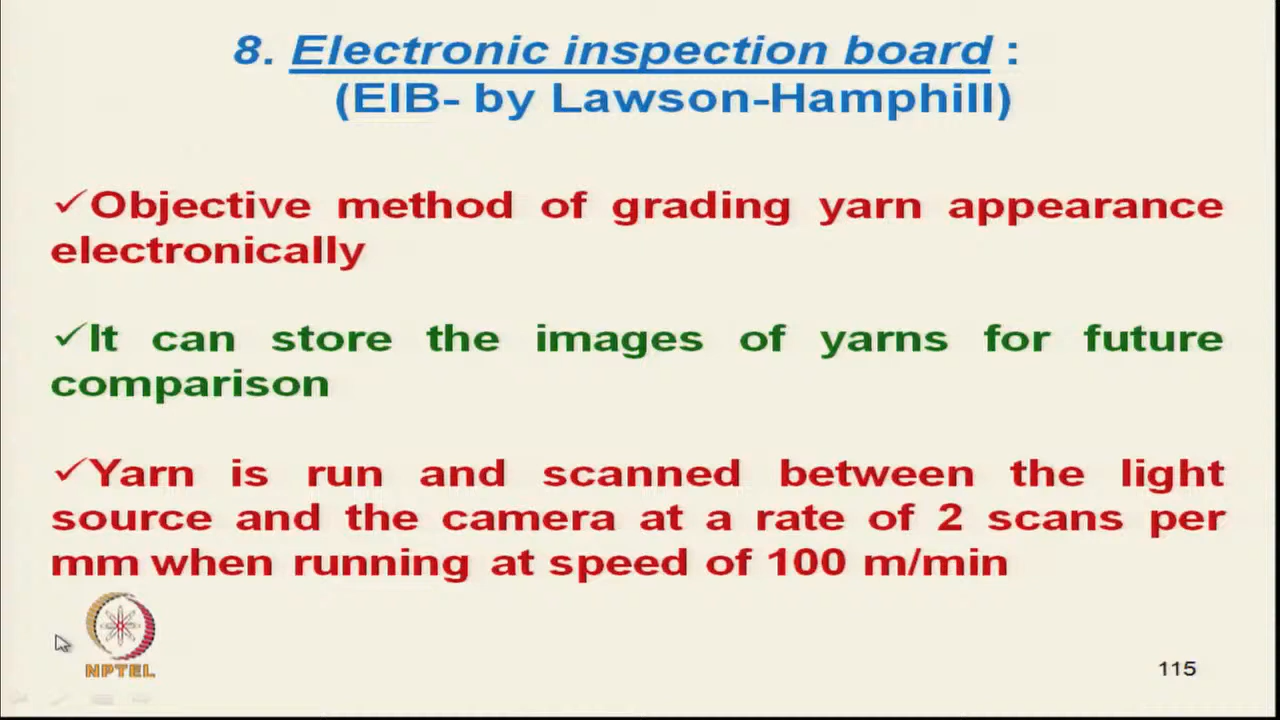 8. Electronic inspection board :
(EIB- by Lawson-Hamphill)
✓Objective method of grading yarn appearance
electronically
✓It can store the images of yarns for future
comparison
✓Yarn is run and scanned between the light
source and the camera at a rate of 2 scans per
mm when running at speed of 100 m/min
NPTEL
115